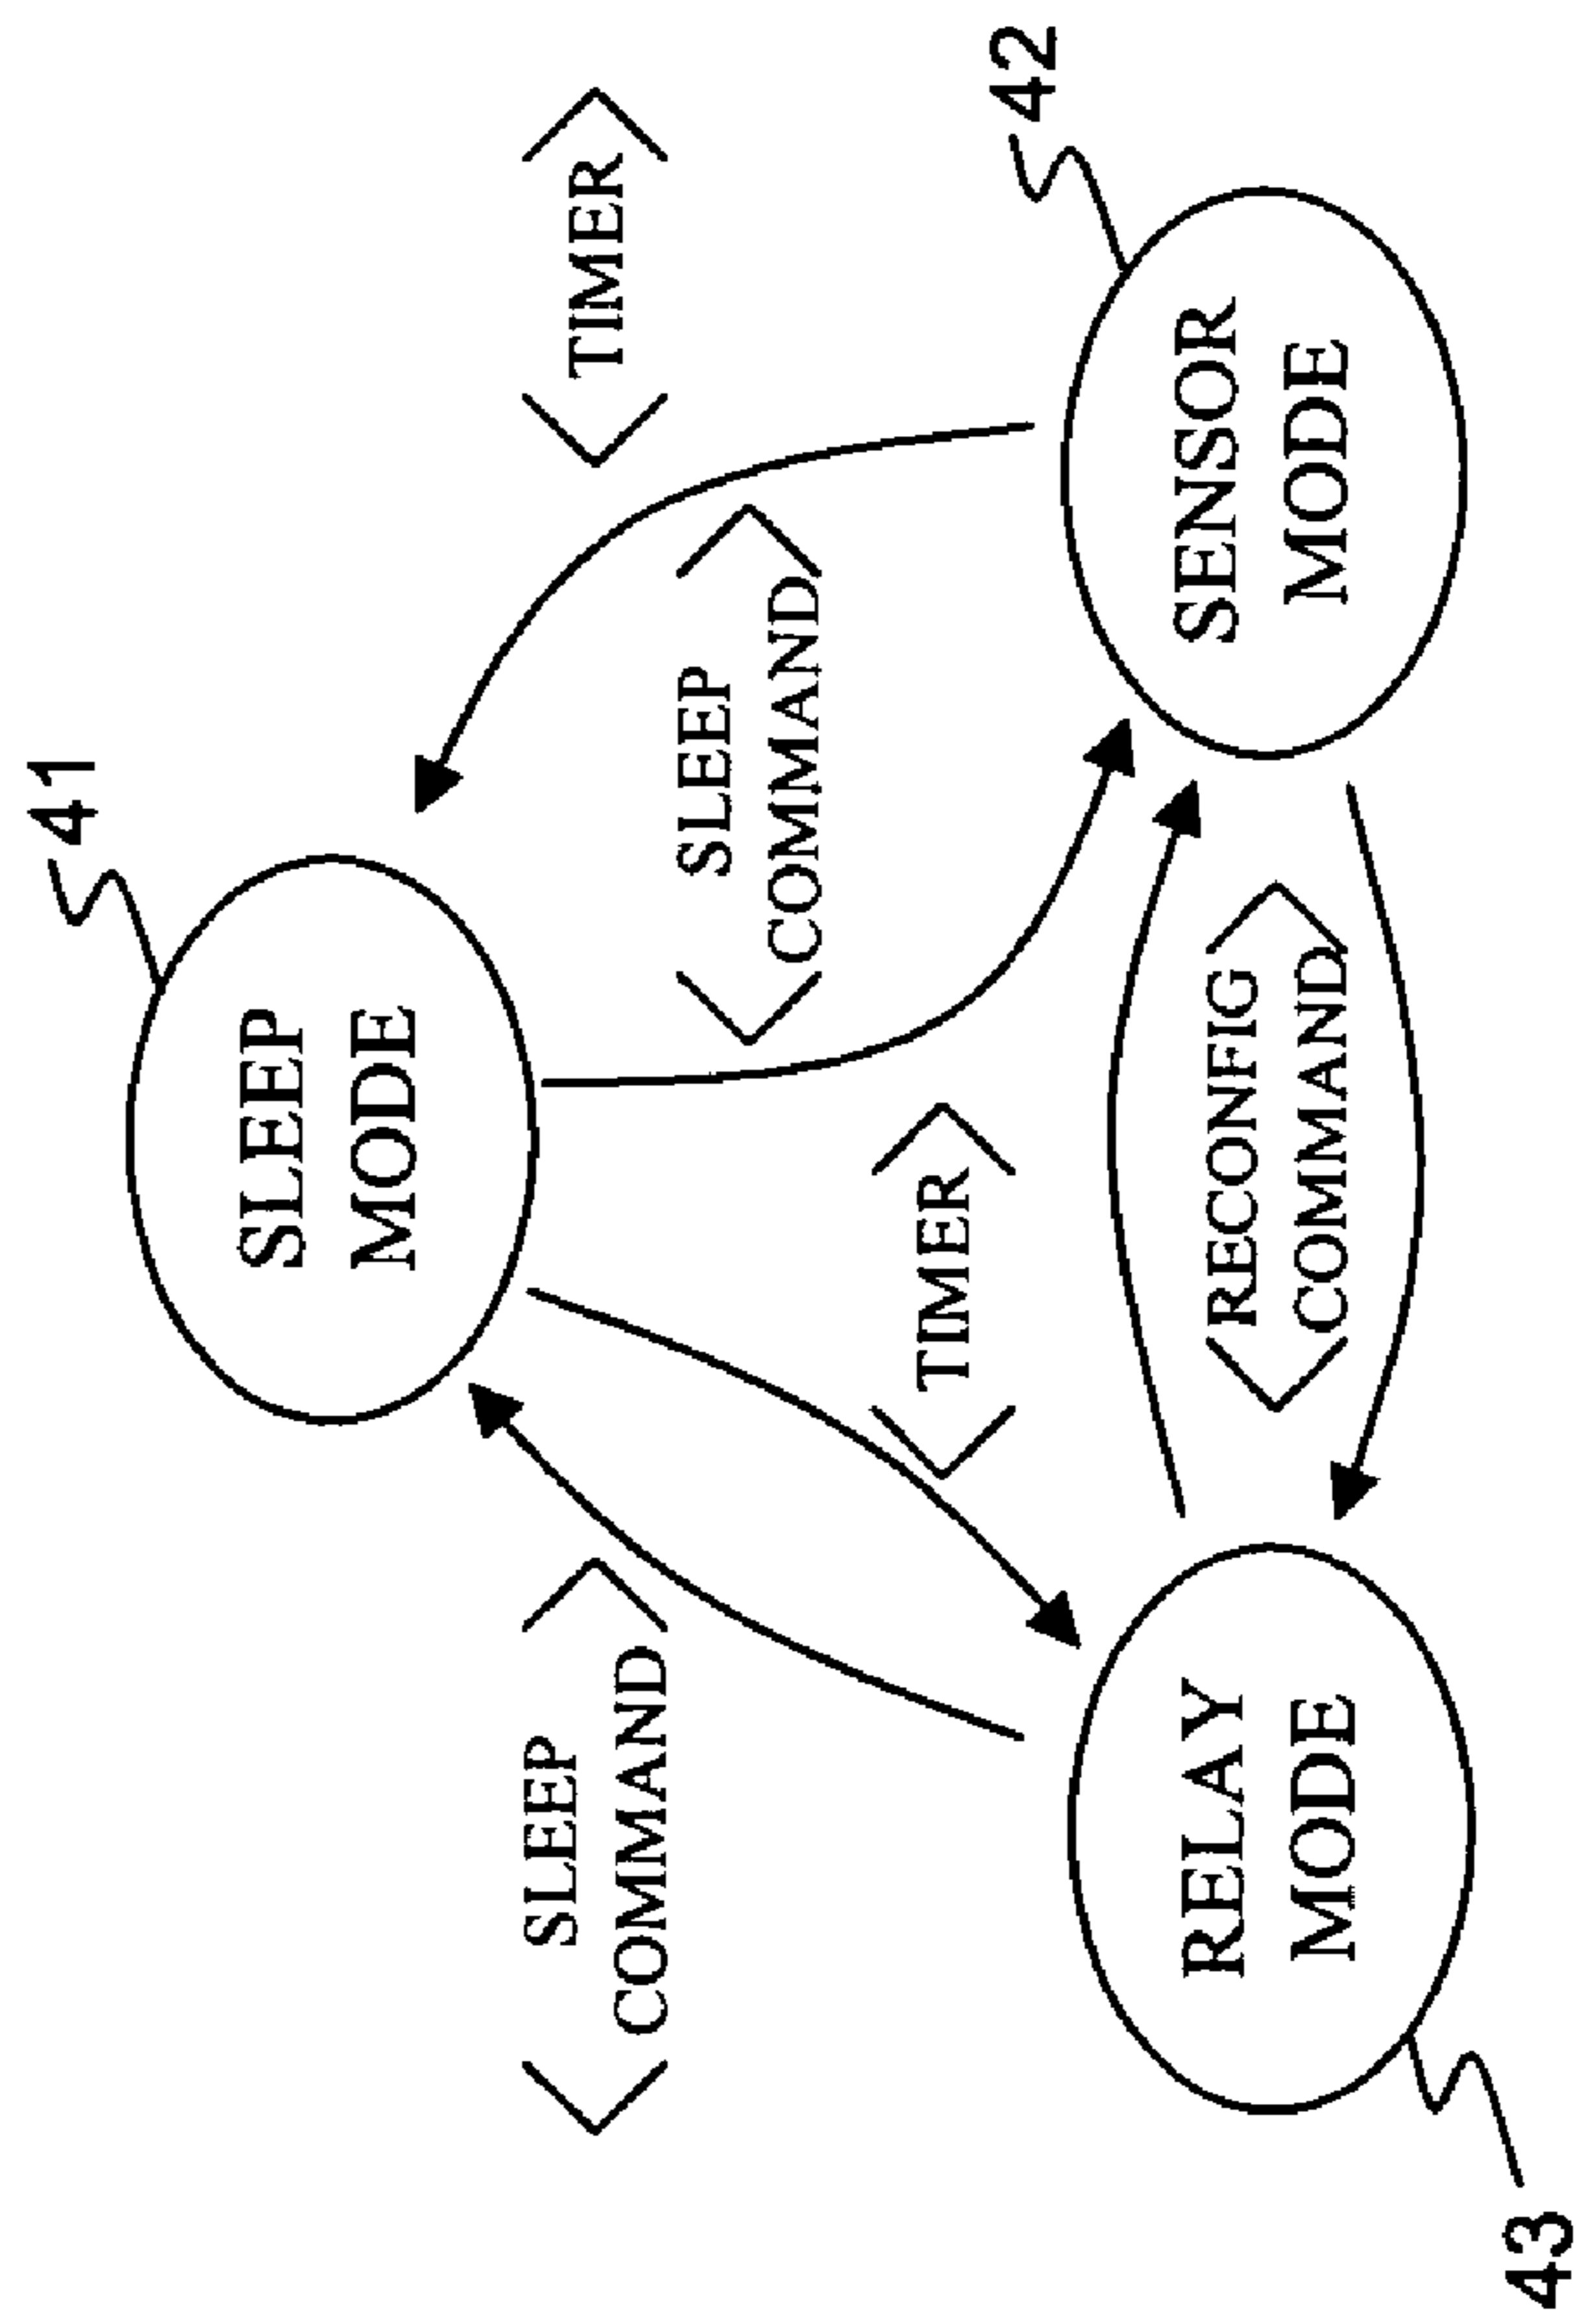 41
SLEEP
MODE
〈SLEEP
COMMAND〉
〈TIMER〉
〈SLEEP
COMMAND〉
〈TIMER〉
42
RELAY
MODE
〈RECONFIG
COMMAND〉
SENSOR
MODE
43